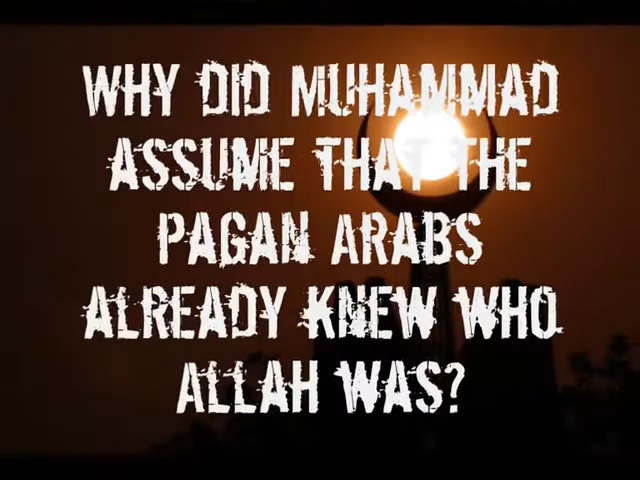 WHY DID MUHAMMAD
ASSUME THAT THE
PAGAN ARABS
ALREADY KNEW WHO
ALLAH WAS?